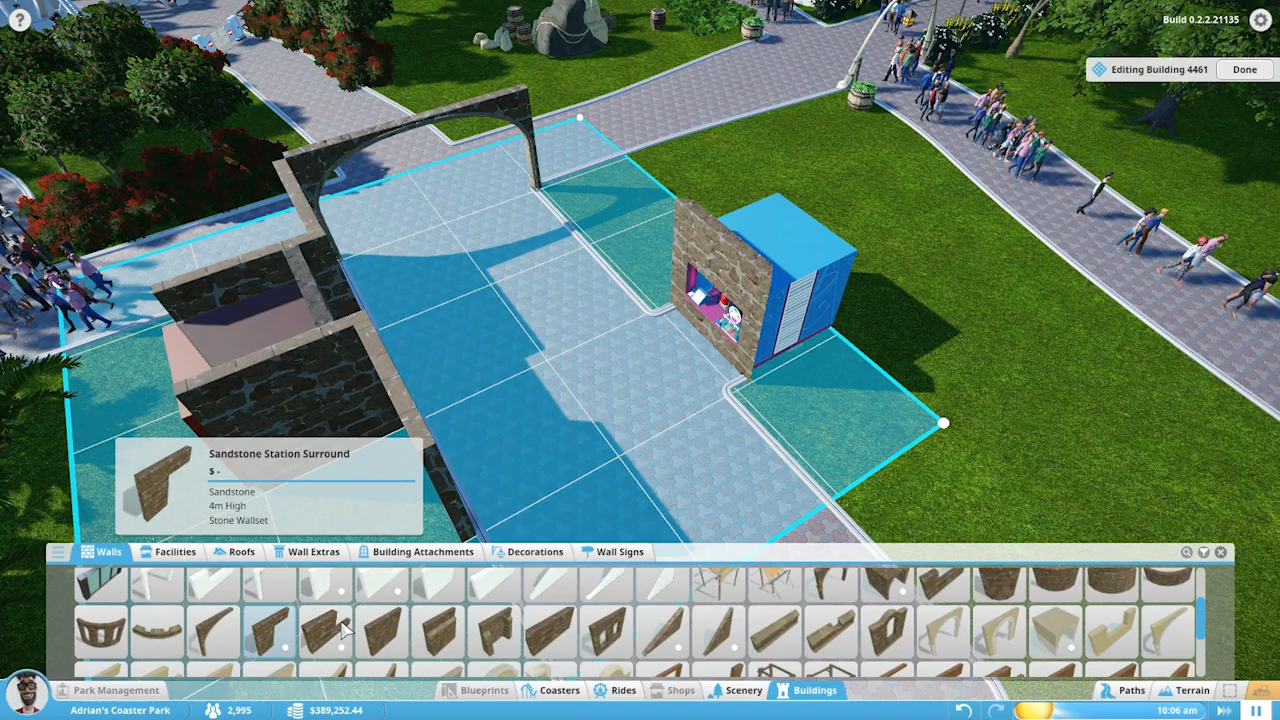 ?
Build 0.2.2.21135
Editing Building 4461
Done
Sandstone Station Surround
$ -
Sandstone
4m High
Stone Wallset
Walls
Facilities
Roofs
Wall Extras
Building Attachments
Decorations
Wall Signs
Park Management
Blueprints
Coasters
Rides
Shops
Scenery
Buildings
Paths
Terrain
Adrian's Coaster Park
2,995
$389,252.44
10:06 am